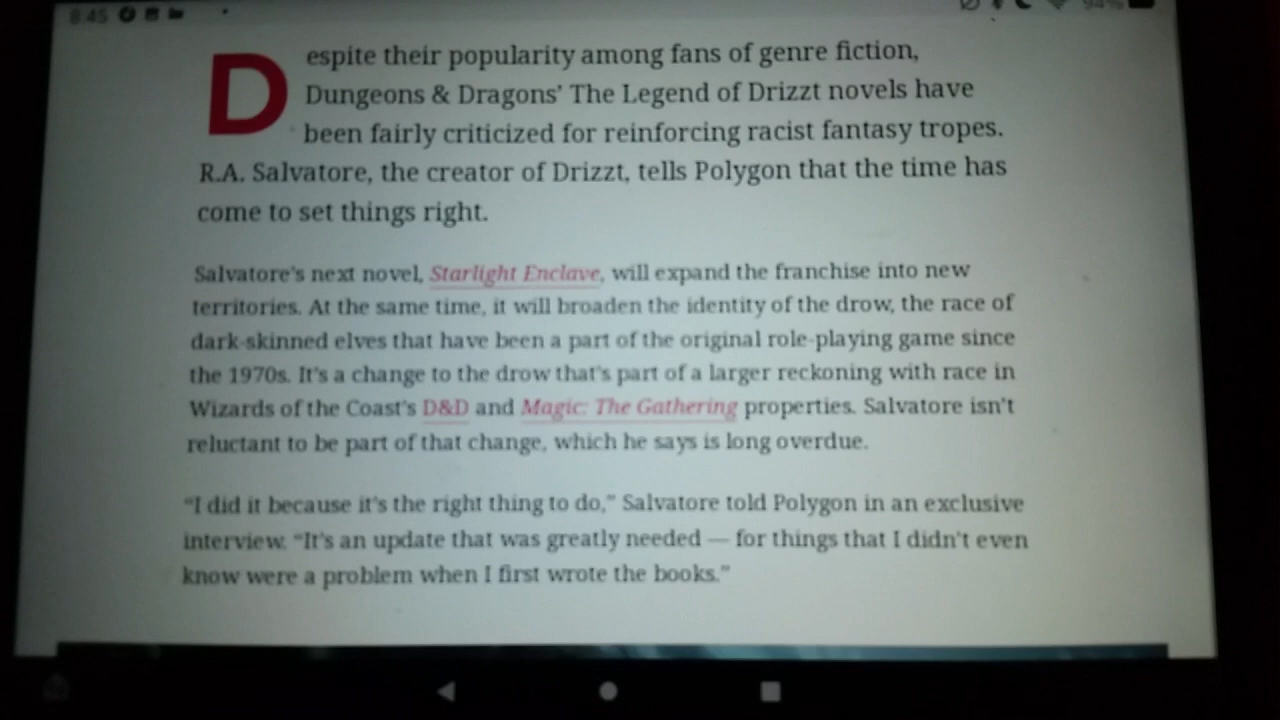 8:45
94%
Despite their popularity among fans of genre fiction,
Dungeons & Dragons' The Legend of Drizzt novels have
been fairly criticized for reinforcing racist fantasy tropes.
R.A. Salvatore, the creator of Drizzt, tells Polygon that the time has
come to set things right.
Salvatore's next novel, Starlight Enclave, will expand the franchise into new
territories. At the same time, it will broaden the identity of the drow, the race of
dark-skinned elves that have been a part of the original role-playing game since
the 1970s. It's a change to the drow that's part of a larger reckoning with race in
Wizards of the Coast's D&D and Magic: The Gathering properties. Salvatore isn't
reluctant to be part of that change, which he says is long overdue.
“I did it because it's the right thing to do,” Salvatore told Polygon in an exclusive
interview. “It's an update that was greatly needed — for things that I didn't even
know were a problem when I first wrote the books.”